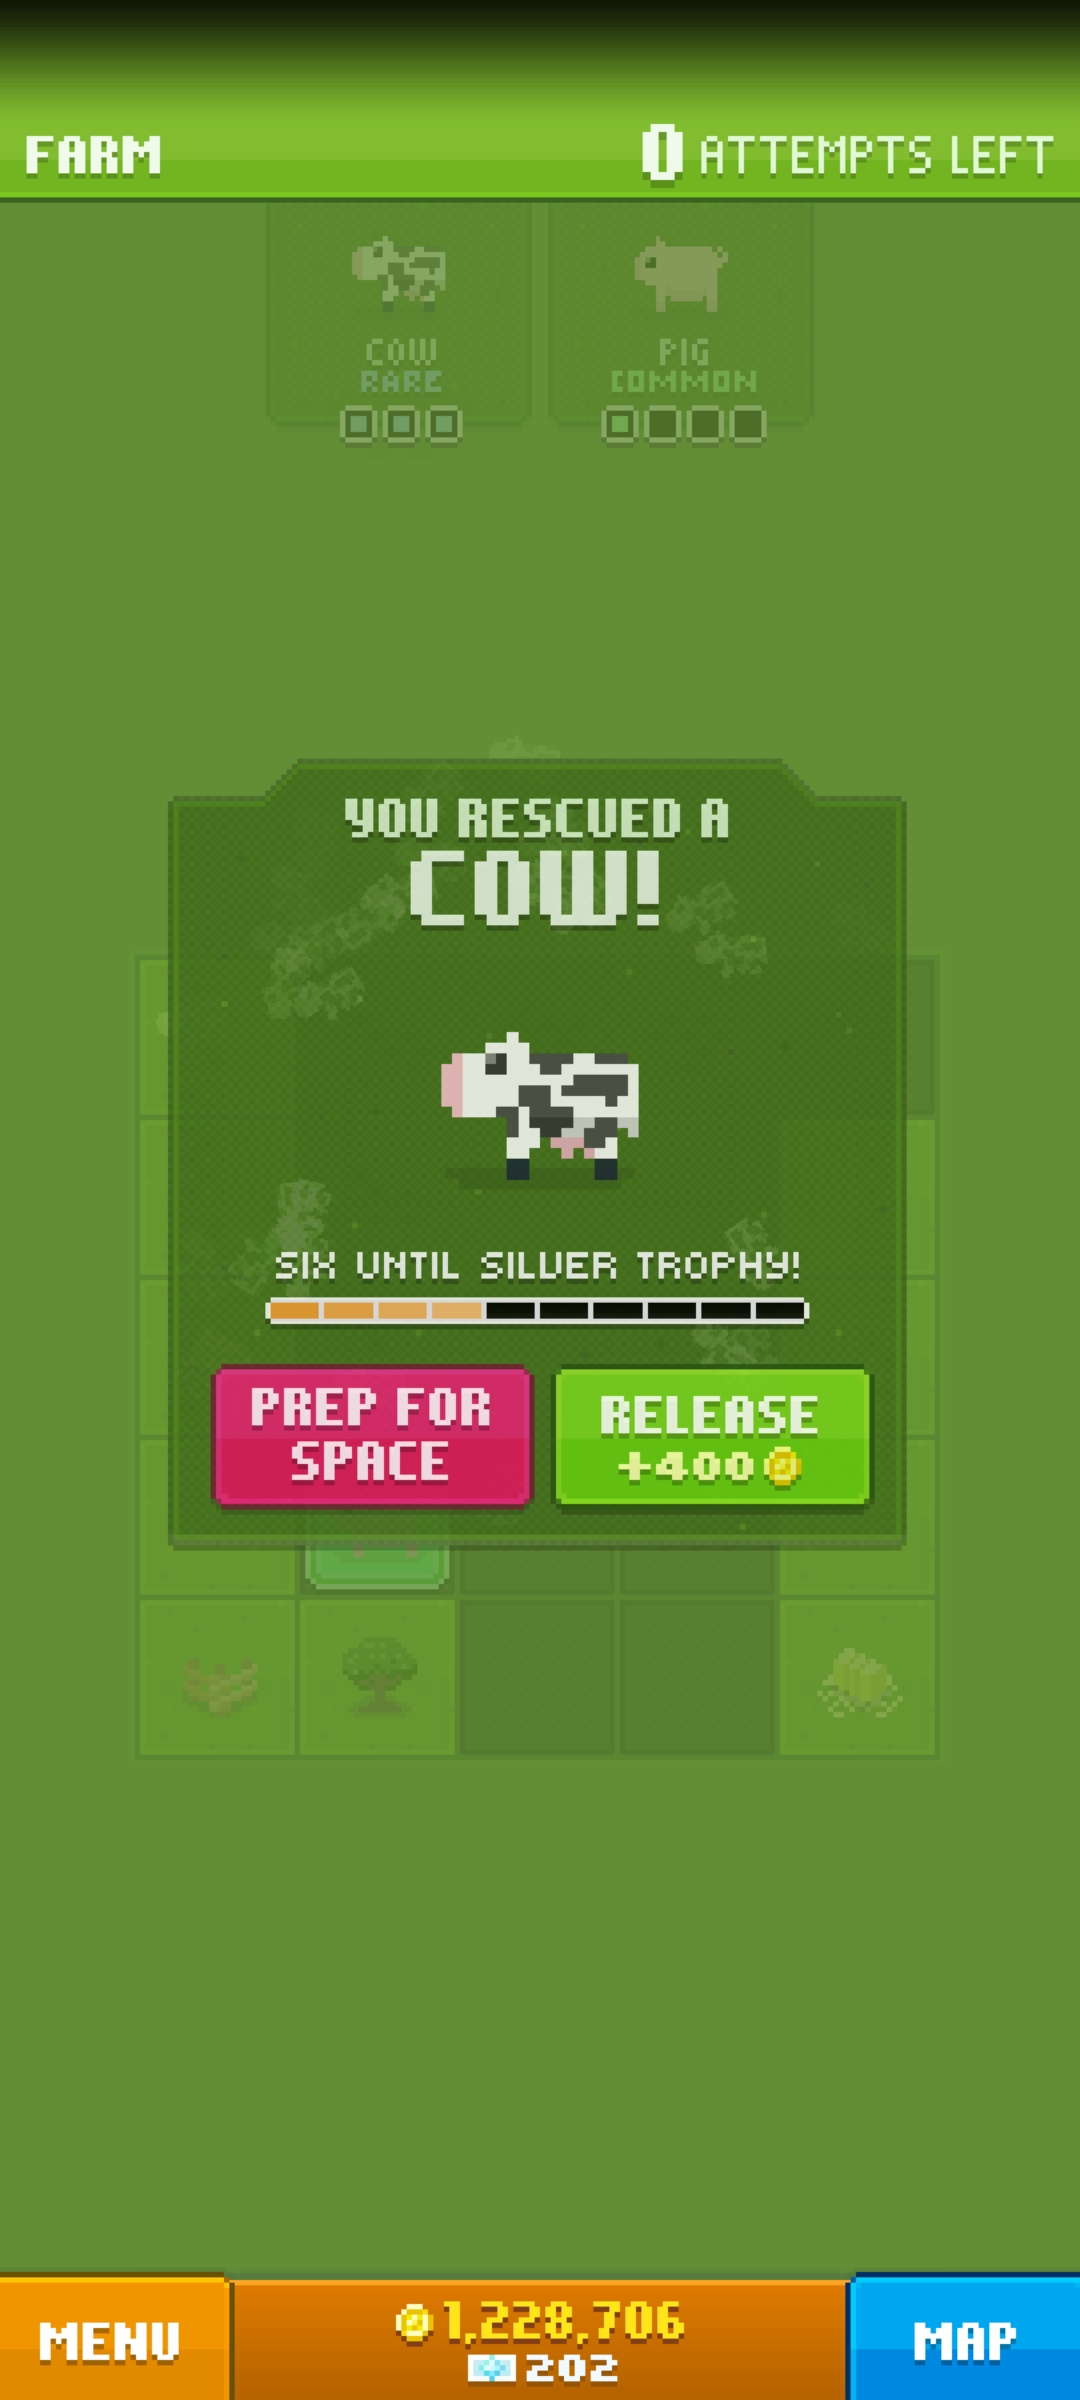 FARM
0 ATTEMPTS LEFT
COW
RARE
PIG
COMMON
YOU RESCUED A
COW!
SIX UNTIL SILVER TROPHY!
PREP FOR
SPACE
RELEASE
+400
MENU
1,228,706
202
MAP